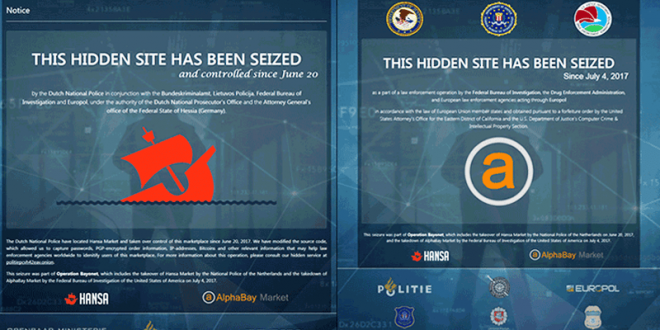 Notice
THIS HIDDEN SITE HAS BEEN SEIZED
and controlled since June 20
by the Dutch National Police in conjunction with the Bundeskriminalamt, Lietuvos Policija, Federal Bureau of
Investigation and Europol, under the authority of the Dutch National Prosecutor's Office and the Attorney General's
office of the Federal State of Hessia (Germany).
The Dutch National Police have located Hansa Market and taken over control of this marketplace since June 20, 2017. We have modified the source code,
which allowed us to capture passwords, PGP-encrypted order information, IP-addresses, Bitcoins and other relevant information that may help law
enforcement agencies worldwide to identify users of this marketplace. For more information about this operation, please consult our hidden service at
This seizure was part of Operation Bayonet, which includes the takeover of Hansa Market by the National Police of the Netherlands and the takedown of
AlphaBay Market by the Federal Bureau of Investigation of the United States of America on July 4, 2017.
HANSA
AlphaBay Market
THIS HIDDEN SITE HAS BEEN SEIZED
Since July 4, 2017
as a part of a law enforcement operation by the Federal Bureau of Investigation, the Drug Enforcement Administration,
and European law enforcement agencies acting through Europol
in accordance with the law of European Union member states and obtained pursuant to a forfeiture order by the United
States Attorney's Office for the Eastern District of California and the U.S. Department of Justice's Computer Crime &
Intellectual Property Section.
a
This seizure was part of Operation Bayonet, which includes the takeover of Hansa Market by the National Police of the Netherlands on June 20, 2017,
and the takedown of AlphaBay Market by the Federal Bureau of Investigation of the United States of America on July 4, 2017.
HANSA
AlphaBay Market
POLITIE
EUROPOL